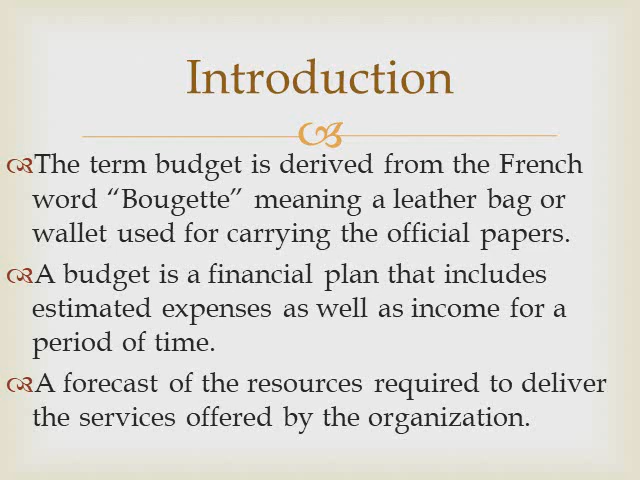 Introduction
The term budget is derived from the French
word “Bougette” meaning a leather bag or
wallet used for carrying the official papers.
A budget is a financial plan that includes
estimated expenses as well as income for a
period of time.
A forecast of the resources required to deliver
the services offered by the organization.